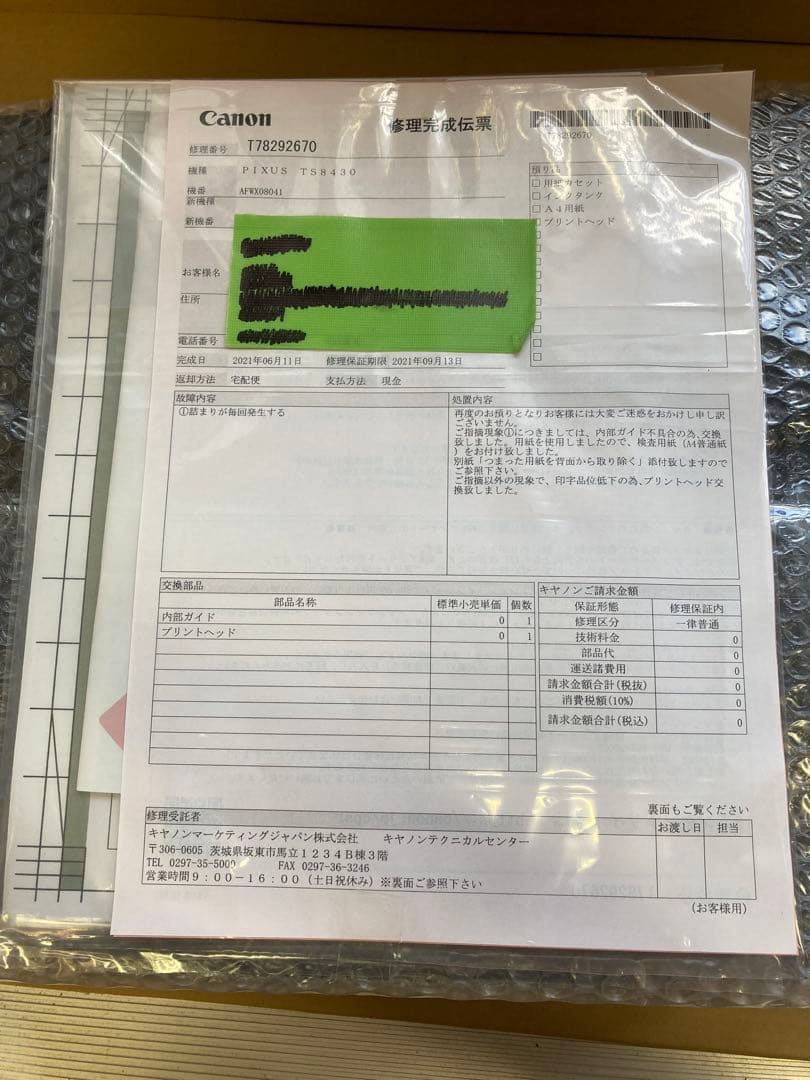 Canon
修理完成伝票
T78292670
修理番号 T78292670
機種 PIXUS TS8430
機番 AFWX08041
新機種
新機番
お客様名
住所
電話番号
完成日 2021年06月11日 修理保証期限 2021年09月13日
返却方法 宅配便 支払方法 現金
預り品
□ 用紙カセット
□ インクタンク
□ A4用紙
□ プリントヘッド
故障内容
①詰まりが毎回発生する
処置内容
再度のお預りとなりお客様には大変ご迷惑をおかけし申し訳
ございません。
ご指摘現象①につきましては、内部ガイド不具合の為、交換
致しました。用紙を使用しましたので、検査用紙(A4普通紙
)をお付け致しました。
別紙「つまった用紙を背面から取り除く」添付致しますので
ご参照下さい。
ご指摘以外の現象で、印字品位低下の為、プリントヘッド交
換致しました。
交換部品
部品名称 標準小売単価 個数
内部ガイド 0 1
プリントヘッド 0 1
キヤノンご請求金額
保証形態 修理保証内
修理区分 一律普通
技術料金 0
部品代 0
運送諸費用 0
請求金額合計(税抜) 0
消費税額(10%) 0
請求金額合計(税込) 0
裏面もご覧ください
修理受託者
キヤノンマーケティングジャパン株式会社 キヤノンテクニカルセンター
〒306-0605 茨城県坂東市馬立1234B棟3階
TEL 0297-35-5000 FAX 0297-36-3246
営業時間9:00-16:00(土日祝休み)※裏面ご参照下さい
お渡し日 担当
(お客様用)